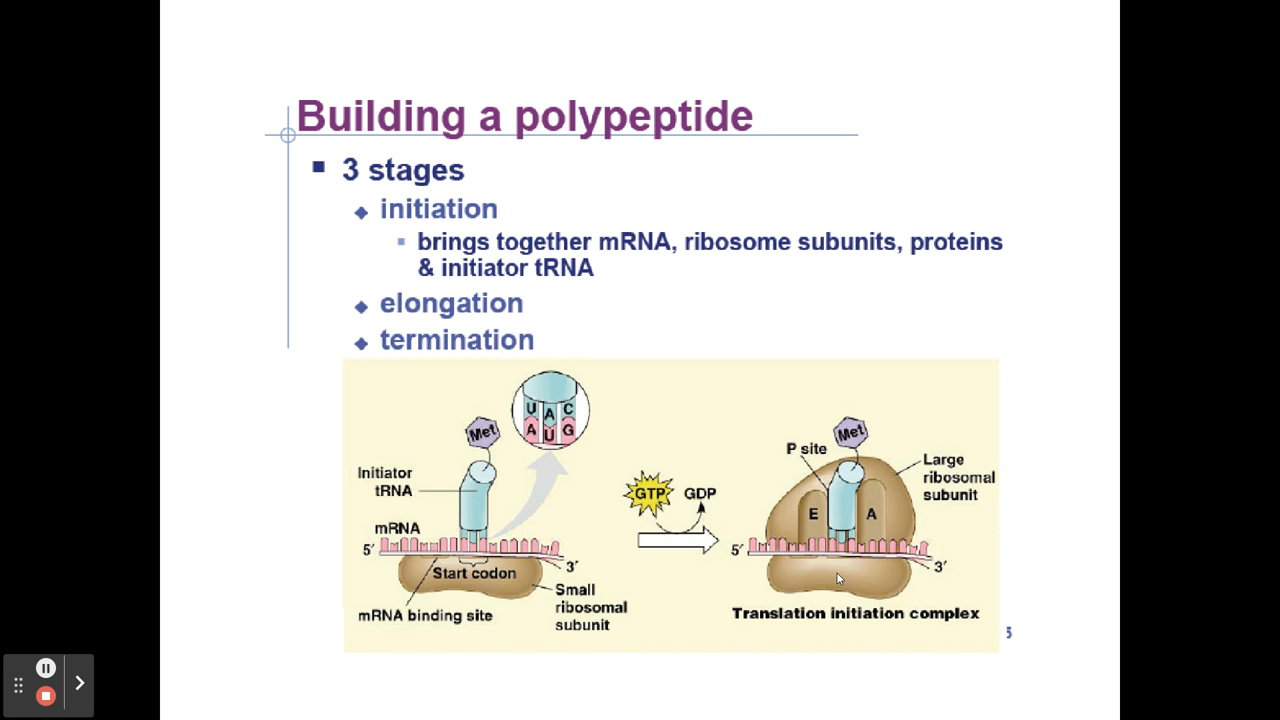 Building a polypeptide
3 stages
initiation
brings together mRNA, ribosome subunits, proteins
& initiator tRNA
elongation
termination
U A C
A U G
Met
Initiator
tRNA
mRNA
5′
3′
Start codon
mRNA binding site
Small
ribosomal
subunit
GTP
GDP
Met
P site
Large
ribosomal
subunit
E
A
5′
3′
Translation initiation complex